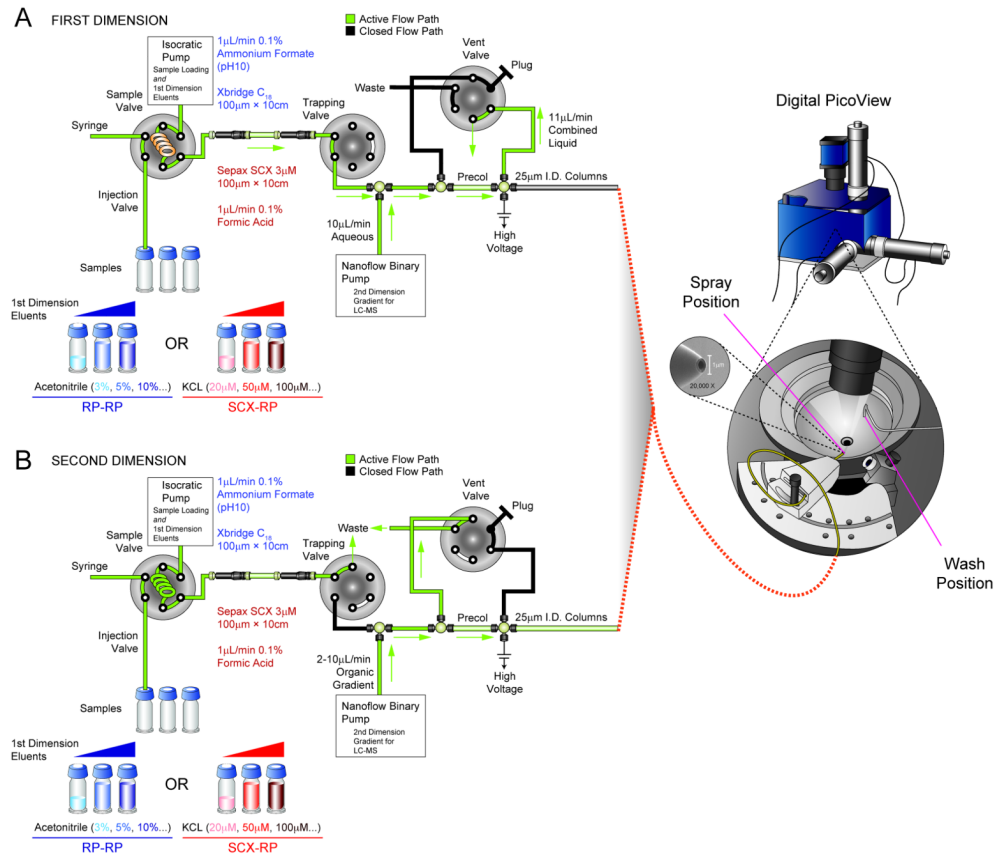 A
FIRST DIMENSION
Active Flow Path
Closed Flow Path
Isocratic
Pump
Sample Loading
and
1st Dimension
Eluents
1µL/min 0.1%
Ammonium Formate
(pH10)
Xbridge C18
100µm × 10cm
Sample
Valve
Syringe
Injection
Valve
Samples
Sepax SCX 3µM
100µm × 10cm
1µL/min 0.1%
Formic Acid
Trapping
Valve
Waste
Vent
Valve
Plug
11µL/min
Combined
Liquid
Precol
25µm I.D. Columns
10µL/min
Aqueous
High
Voltage
Nanoflow Binary
Pump
2nd Dimension
Gradient for
LC-MS
1st Dimension
Eluents
OR
Acetonitrile (3%, 5%, 10%...)
KCL (20µM, 50µM, 100µM...)
RP-RP
SCX-RP
Digital PicoView
Spray
Position
1µm
20,000 X
Wash
Position
B
SECOND DIMENSION
Active Flow Path
Closed Flow Path
Isocratic
Pump
Sample Loading
and
1st Dimension
Eluents
1µL/min 0.1%
Ammonium Formate
(pH10)
Xbridge C18
100µm × 10cm
Sample
Valve
Syringe
Injection
Valve
Samples
Sepax SCX 3µM
100µm × 10cm
1µL/min 0.1%
Formic Acid
Trapping
Valve
Waste
Vent
Valve
Plug
Precol
25µm I.D. Columns
2-10µL/min
Organic
Gradient
High
Voltage
Nanoflow Binary
Pump
2nd Dimension
Gradient for
LC-MS
1st Dimension
Eluents
OR
Acetonitrile (3%, 5%, 10%...)
KCL (20µM, 50µM, 100µM...)
RP-RP
SCX-RP